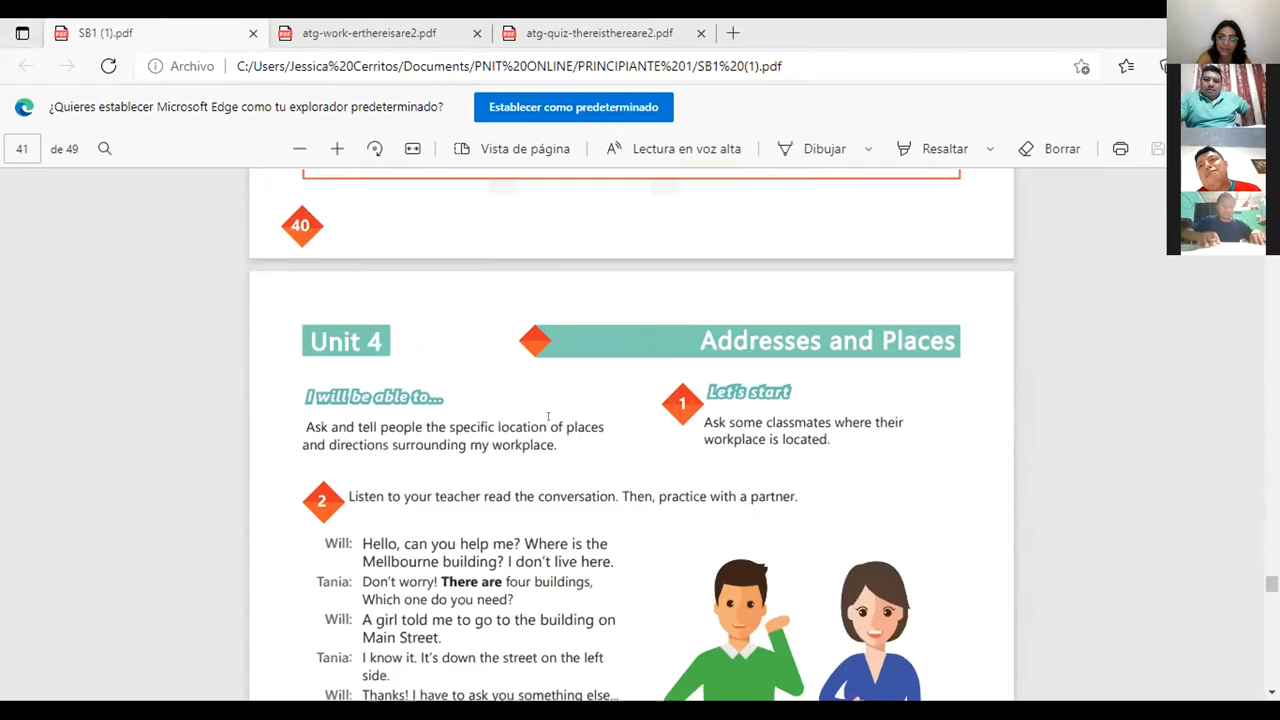 SB1 (1).pdf
atg-work-erthereisare2.pdf
atg-quiz-thereisthereare2.pdf
Archivo
C:/Users/Jessica%20Cerritos/Documents/PNIT%20ONLINE/PRINCIPIANTE%201/SB1%20(1).pdf
¿Quieres establecer Microsoft Edge como tu explorador predeterminado?
Establecer como predeterminado
41 de 49
Vista de página
Lectura en voz alta
Dibujar
Resaltar
Borrar
40
Unit 4
Addresses and Places
I will be able to...
Ask and tell people the specific location of places
and directions surrounding my workplace.
1
Let's start
Ask some classmates where their
workplace is located.
2
Listen to your teacher read the conversation. Then, practice with a partner.
Will: Hello, can you help me? Where is the
Mellbourne building? I don't live here.
Tania: Don't worry! There are four buildings,
Which one do you need?
Will: A girl told me to go to the building on
Main Street.
Tania: I know it. It's down the street on the left
side.
Will: Thanks! I have to ask you something else...